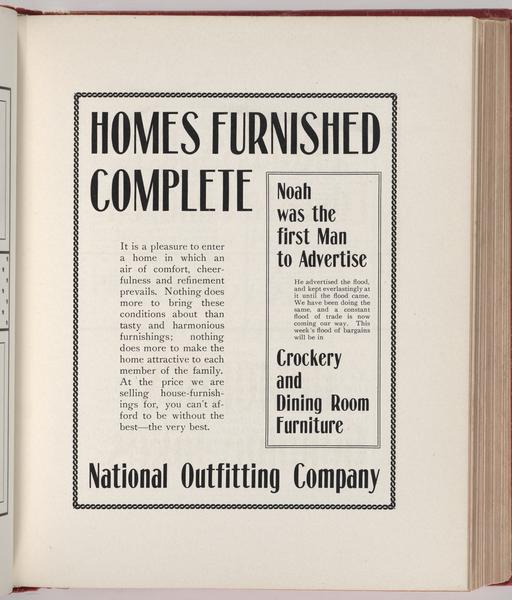 HOMES FURNISHED
COMPLETE
It is a pleasure to enter
a home in which an
air of comfort, cheer-
fulness and refinement
prevails. Nothing does
more to bring these
conditions about than
tasty and harmonious
furnishings; nothing
does more to make the
home attractive to each
member of the family.
At the price we are
selling house-furnish-
ings for, you can't af-
ford to be without the
best—the very best.
Noah
was the
first Man
to Advertise
He advertised the flood,
and kept everlastingly at
it until the flood came.
We have been doing the
same, and a constant
flood of trade is now
coming our way. This
week's flood of bargains
will be in
Crockery
and
Dining Room
Furniture
National Outfitting Company